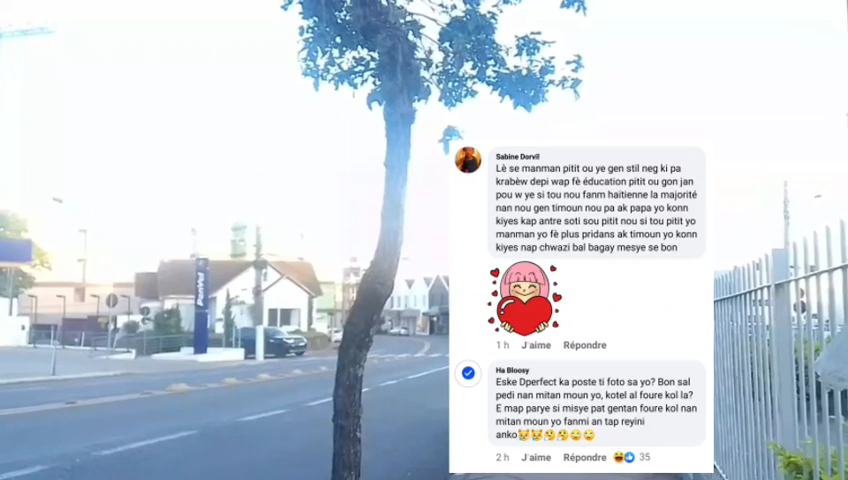 Sabine Dorvil
Lè se manman pitit ou ye gen stil neg ki pa
krabèw depi wap fè éducation pitit ou gon jan
pou w ye si tou nou fanm haïtienne la majorité
nan nou gen timoun nou pa ak papa yo konn
kiyes kap antre soti sou pitit nou si tou pitit yo
manman yo fè plus pridans ak timoun yo konn
kiyes nap chwazi bal bagay mesye se bon
1 h J'aime Répondre
Ha Bloosy
Eske Dperfect ka poste ti foto sa yo? Bon sal
pedi nan mitan moun yo, kotel al foure kol la?
E map parye si misye pat gentan foure kol nan
mitan moun yo fanmi an tap reyini
anko😿😿🤔🤔🙄🙄
2 h J'aime Répondre 35
PanVel